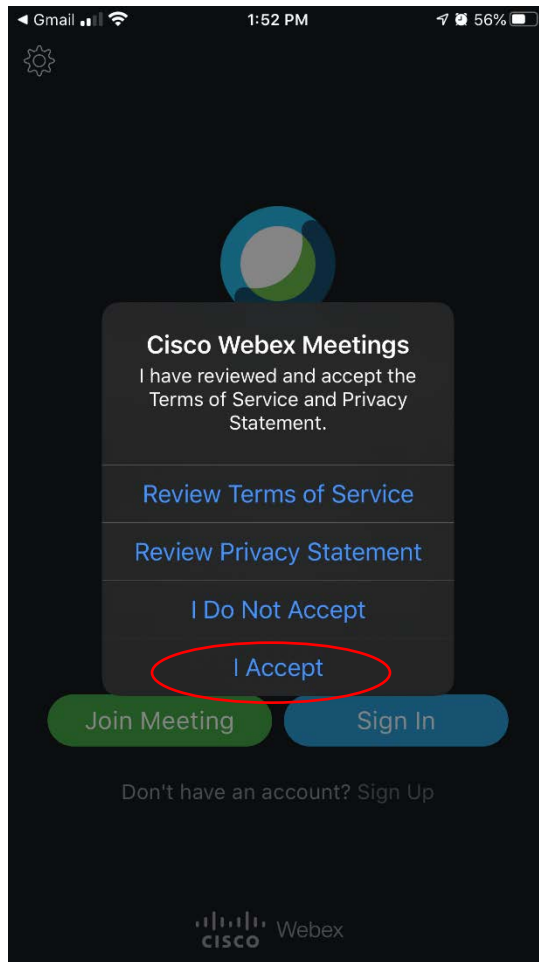 ◀ Gmail 1:52 PM 56%
Cisco Webex Meetings
I have reviewed and accept the
Terms of Service and Privacy
Statement.
Review Terms of Service
Review Privacy Statement
I Do Not Accept
I Accept
Join Meeting Sign In
Don't have an account? Sign Up
CISCO Webex